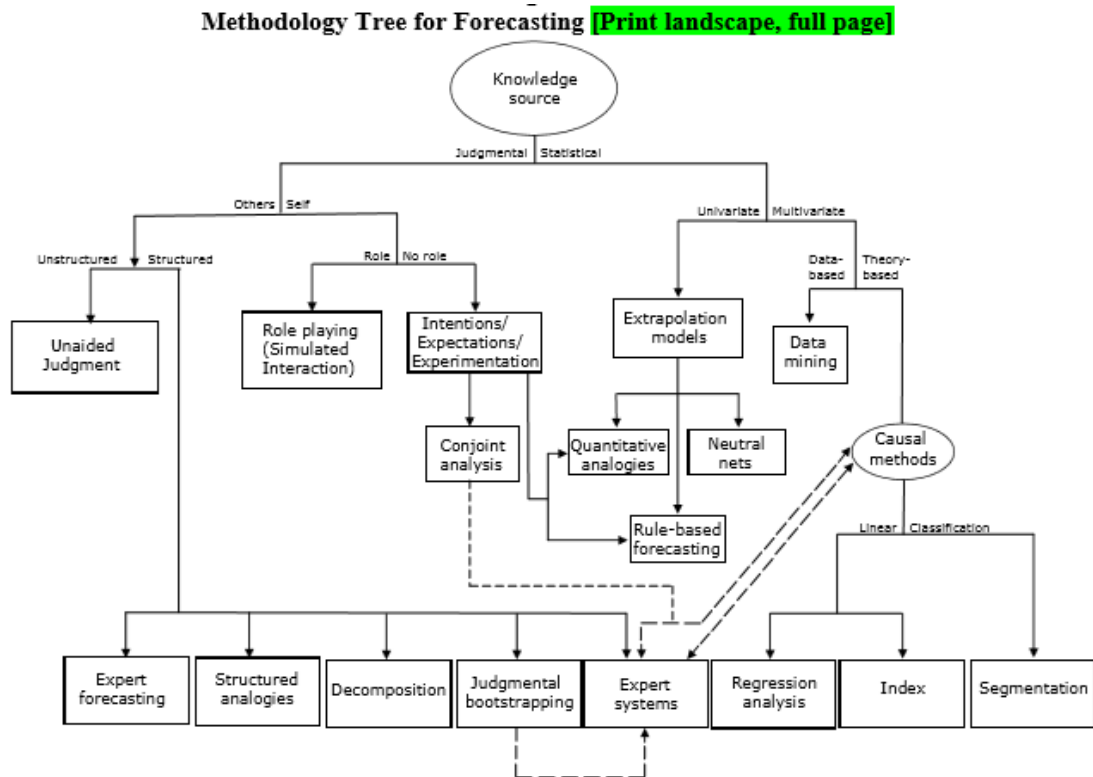 Methodology Tree for Forecasting [Print landscape, full page]
Knowledge
source
Judgmental Statistical
Others Self
Univariate Multivariate
Unstructured Structured
Role No role
Data-
based
Theory-
based
Unaided
Judgment
Role playing
(Simulated
Interaction)
Intentions/
Expectations/
Experimentation
Extrapolation
models
Data
mining
Conjoint
analysis
Quantitative
analogies
Neutral
nets
Causal
methods
Rule-based
forecasting
Linear Classification
Expert
forecasting
Structured
analogies
Decomposition
Judgmental
bootstrapping
Expert
systems
Regression
analysis
Index
Segmentation